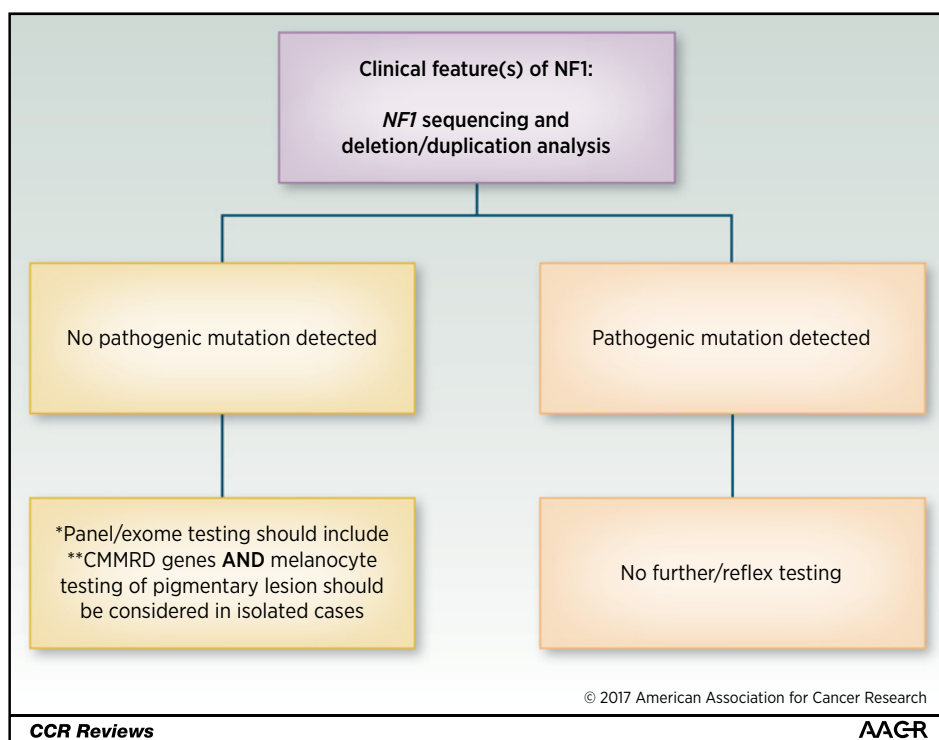 Clinical feature(s) of NF1:
NF1 sequencing and
deletion/duplication analysis
No pathogenic mutation detected
Pathogenic mutation detected
*Panel/exome testing should include
**CMMRD genes AND melanocyte
testing of pigmentary lesion should
be considered in isolated cases
No further/reflex testing
© 2017 American Association for Cancer Research
CCR Reviews
AACR